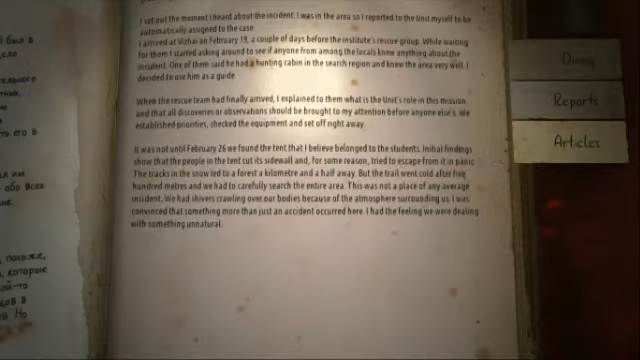 I set out the moment I heard about the incident. I was in the area so I reported to the Unit myself to be
automatically assigned to the case.
I arrived at Vizhai on February 19, a couple of days before the institute's rescue group. While waiting
for them I started asking around to see if anyone from among the locals knew anything about the
incident. One of them said he had a hunting cabin in the search region and knew the area very well. I
decided to use him as a guide
When the rescue team had finally arrived, I explained to them what is the Unit's role in this mission
and that all discoveries or observations should be brought to my attention before anyone else's. We
established priorities, checked the equipment and set off right away.
It was not until February 26 we found the tent that I believe belonged to the students. Initial findings
show that the people in the tent cut its sidewall and, for some reason, tried to escape from it in panic.
The tracks in the snow led to a forest a kilometre and a half away. But the trail went cold after five
hundred metres and we had to carefully search the entire area. This was not a place of any average
incident. We had shivers crawling over our bodies because of the atmosphere surrounding us. I was
convinced that something more than just an accident occurred here. I had the feeling we were dealing
with something unnatural.
Diary
Reports
Articles
был в
его в
обо всех
похоже,
которые
Но